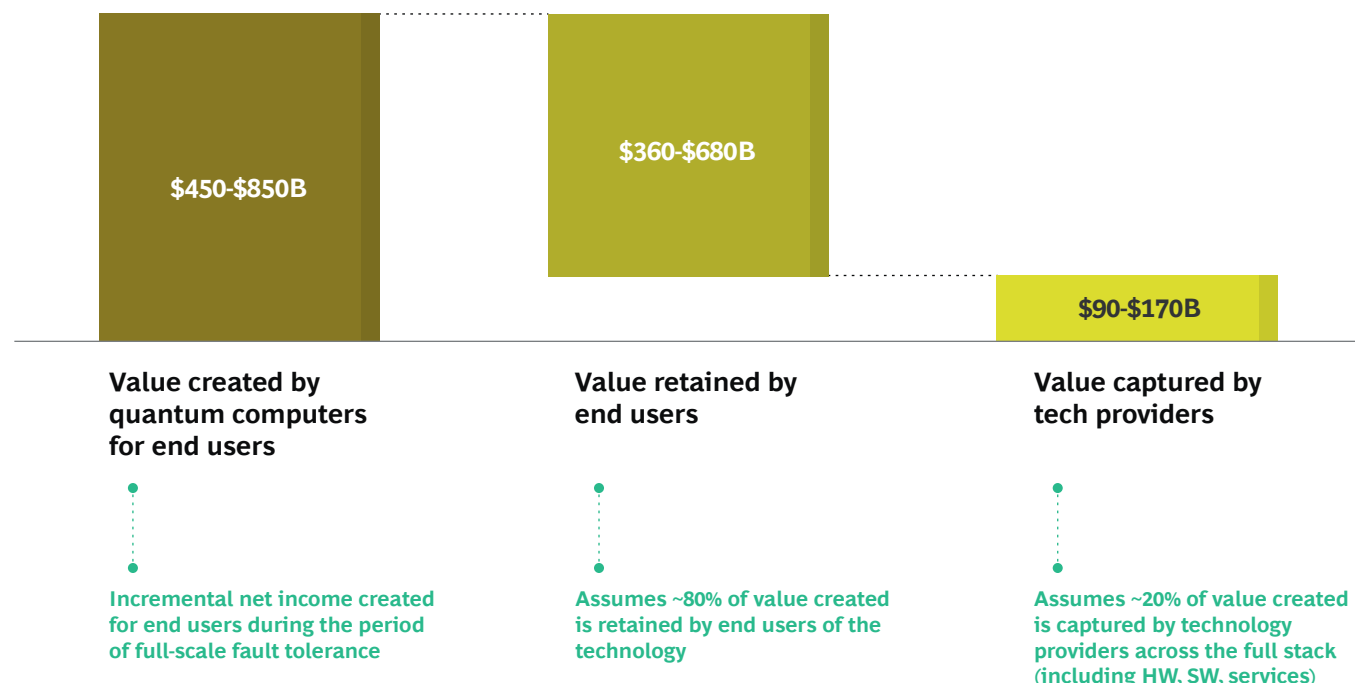 $450-$850B
$360-$680B
$90-$170B
Value created by
quantum computers
for end users
Value retained by
end users
Value captured by
tech providers
Incremental net income created
for end users during the period
of full-scale fault tolerance
Assumes ~80% of value created
is retained by end users of the
technology
Assumes ~20% of value created
is captured by technology
providers across the full stack
(including HW, SW, services)